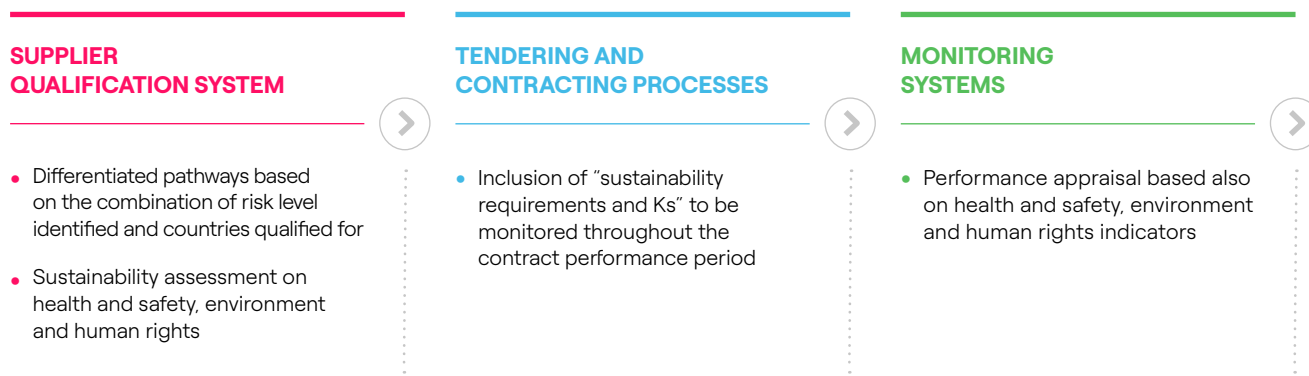 SUPPLIER
QUALIFICATION SYSTEM
• Differentiated pathways based
on the combination of risk level
identified and countries qualified for
• Sustainability assessment on
health and safety, environment
and human rights
TENDERING AND
CONTRACTING PROCESSES
• Inclusion of “sustainability
requirements and Ks” to be
monitored throughout the
contract performance period
MONITORING
SYSTEMS
• Performance appraisal based also
on health and safety, environment
and human rights indicators